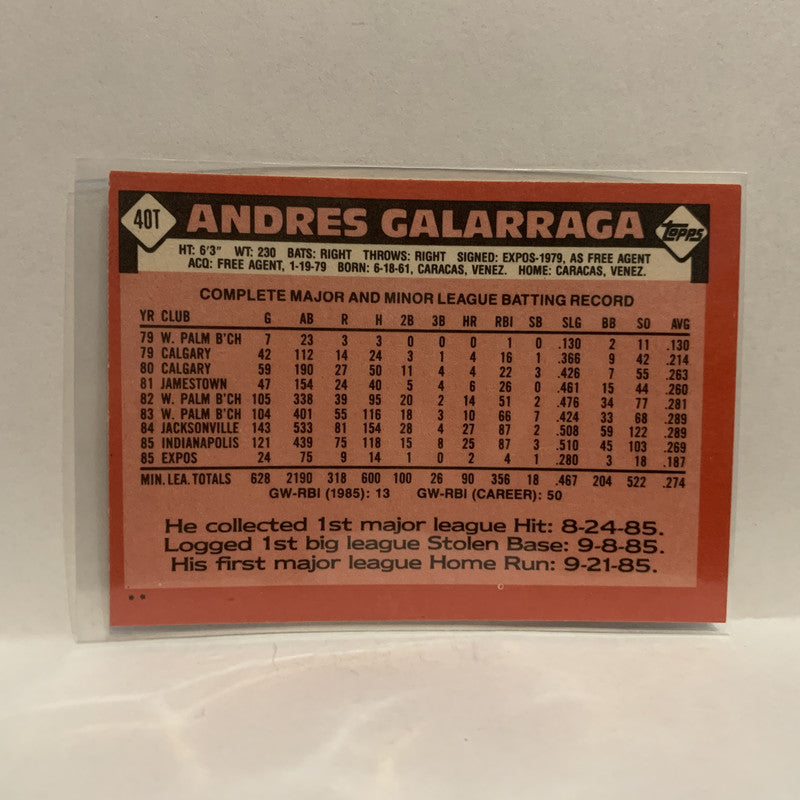 40T ANDRES GALARRAGA Topps
HT: 6'3" WT: 230 BATS: RIGHT THROWS: RIGHT SIGNED: EXPOS-1979, AS FREE AGENT
ACQ: FREE AGENT, 1-19-79 BORN: 6-18-61, CARACAS, VENEZ. HOME: CARACAS, VENEZ.
COMPLETE MAJOR AND MINOR LEAGUE BATTING RECORD
YR CLUB G AB R H 2B 3B HR RBI SB SLG BB SO AVG
79 W. PALM B'CH 7 23 3 3 0 0 0 1 0 .130 2 11 .130
79 CALGARY 42 112 14 24 3 1 4 16 1 .366 9 42 .214
80 CALGARY 59 190 27 50 11 4 4 22 3 .426 7 55 .263
81 JAMESTOWN 47 154 24 40 5 4 6 26 0 .461 15 44 .260
82 W. PALM B'CH 105 338 39 95 20 2 14 51 2 .476 34 77 .281
83 W. PALM B'CH 104 401 55 116 18 3 10 66 7 .424 33 68 .289
84 JACKSONVILLE 143 533 81 154 28 4 27 87 2 .508 59 122 .289
85 INDIANAPOLIS 121 439 75 118 15 8 25 87 3 .510 45 103 .269
85 EXPOS 24 75 9 14 1 0 2 4 1 .280 3 18 .187
MIN. LEA. TOTALS 628 2190 318 600 100 26 90 356 18 .467 204 522 .274
GW-RBI (1985): 13 GW-RBI (CAREER): 50
He collected 1st major league Hit: 8-24-85.
Logged 1st big league Stolen Base: 9-8-85.
His first major league Home Run: 9-21-85.
**